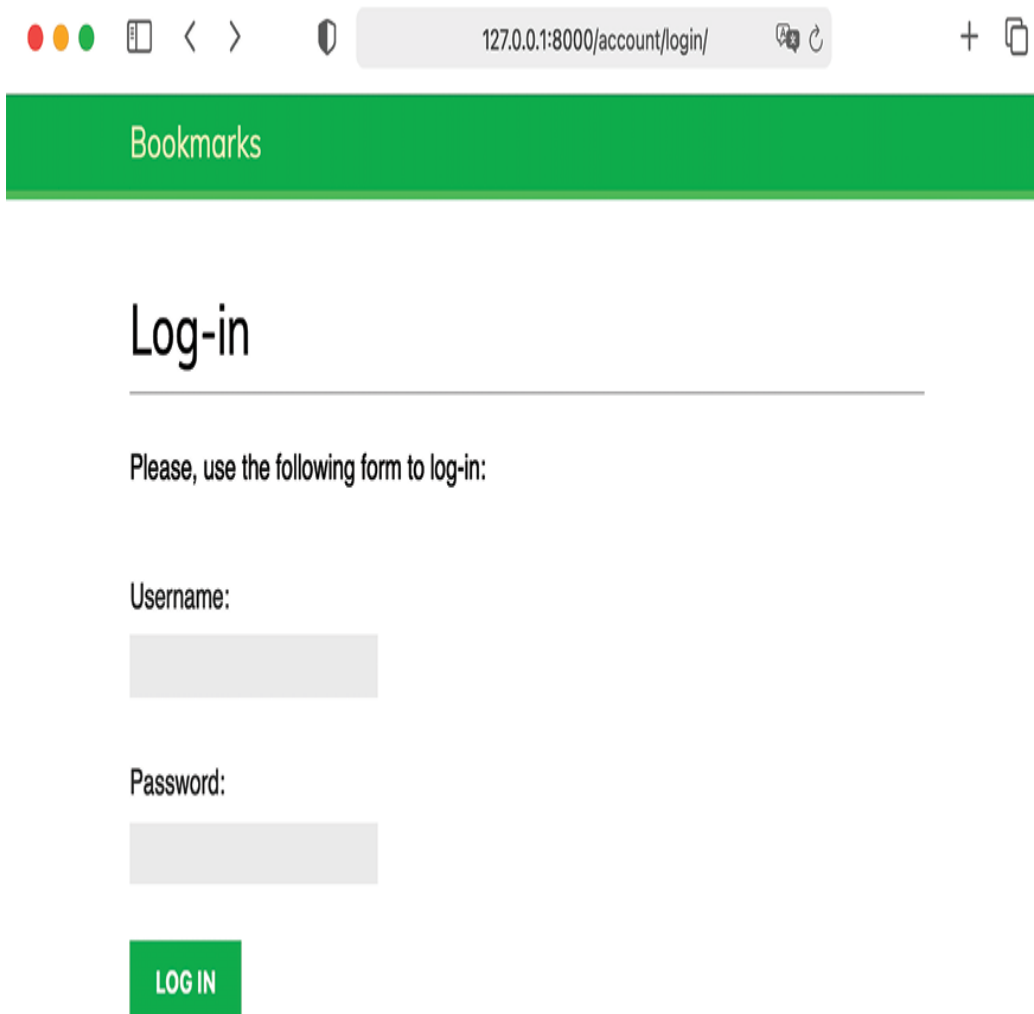 127.0.0.1:8000/account/login/
Bookmarks
Log-in
Please, use the following form to log-in:
Username:
Password:
LOG IN